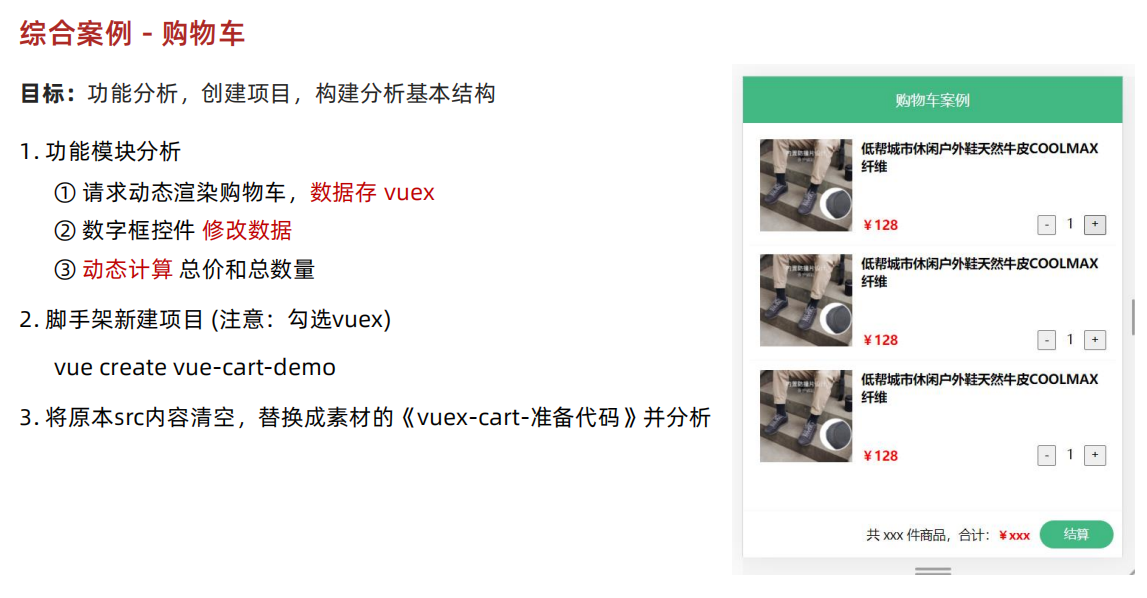 综合案例 - 购物车
目标：功能分析，创建项目，构建分析基本结构
1. 功能模块分析
① 请求动态渲染购物车，数据存 vuex
② 数字框控件 修改数据
③ 动态计算 总价和总数量
2. 脚手架新建项目 (注意：勾选vuex)
vue create vue-cart-demo
3. 将原本src内容清空，替换成素材的《vuex-cart-准备代码》并分析
购物车案例
低帮城市休闲户外鞋天然牛皮COOLMAX
纤维
￥128
- 1 +
低帮城市休闲户外鞋天然牛皮COOLMAX
纤维
￥128
- 1 +
低帮城市休闲户外鞋天然牛皮COOLMAX
纤维
￥128
- 1 +
共 xxx 件商品，合计：￥xxx 结算